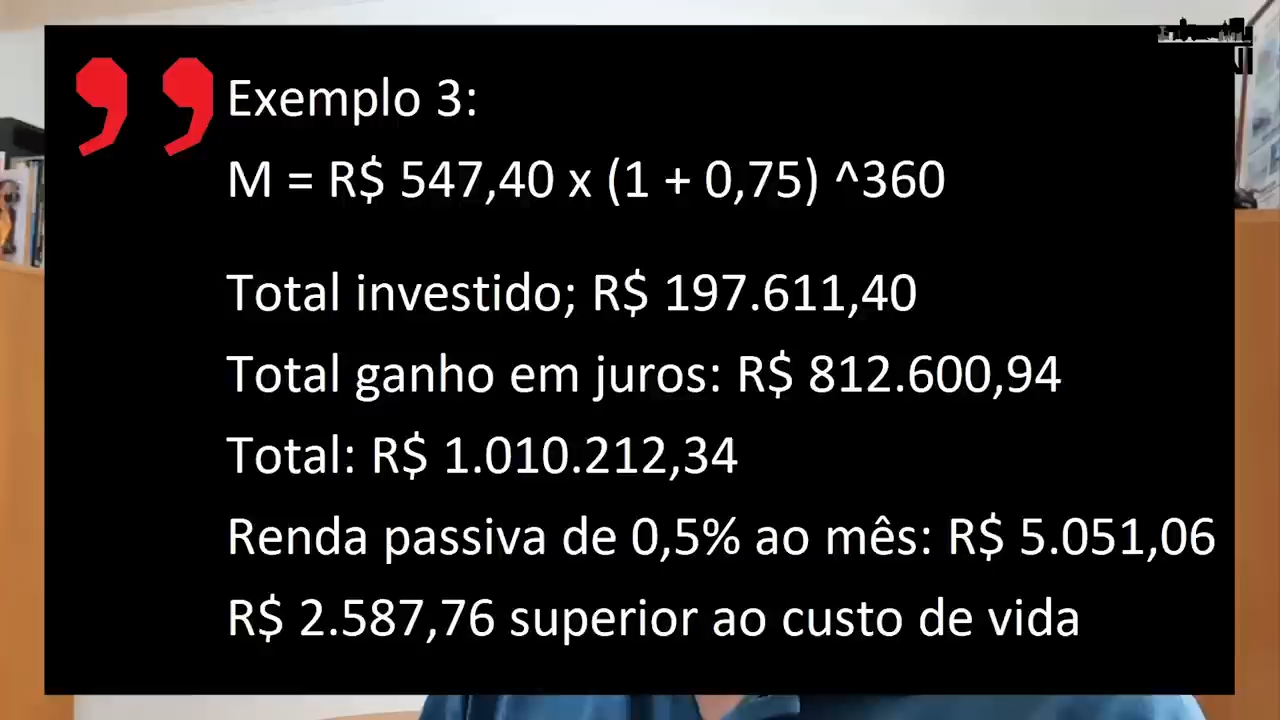 Exemplo 3:
M = R$ 547,40 x (1 + 0,75) ^360
Total investido; R$ 197.611,40
Total ganho em juros: R$ 812.600,94
Total: R$ 1.010.212,34
Renda passiva de 0,5% ao mês: R$ 5.051,06
R$ 2.587,76 superior ao custo de vida